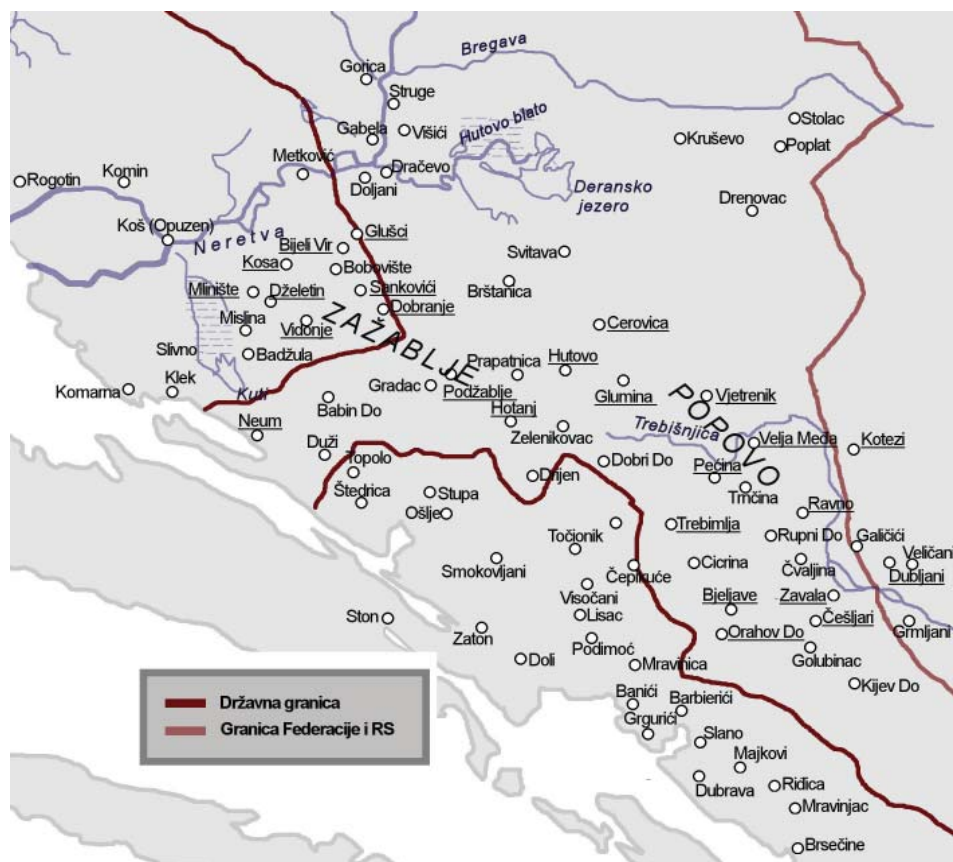 Bregava
Gorica
Struge
Stolac
Višići
Hutovo blato
Gabela
Kruševo
Poplat
Metković
Dračevo
Doljani
Rogotin
Komin
Deransko
jezero
Drenovac
Koš (Opuzen)
Neretva
Glušci
Bijeli Vir
Svitava
Kosa
Bobovište
Mlinište
Dželetin
Sankovići
Brštanica
Dobranje
Mislina
Vidonje
ZAŽABLJE
Cerovica
Slivno
Badžula
Prapatnica
Hutovo
Komarna
Klek
Kuti
Gradac
Podžablje
Glumina
Vjetrenik
Babin Do
POPOVO
Neum
Hotanj
Zelenikovac
Trebišnjica
Velja Međa
Kotezi
Duži
Topolo
Drijen
Dobri Do
Pećina
Štedrica
Stupa
Trnčina
Ošlje
Ravno
Točionik
Trebimlja
Rupni Do
Galičići
Smokovljani
Čepikuće
Cicrina
Čvaljina
Veličani
Dubljani
Visočani
Bjeljave
Zavala
Ston
Lisac
Češljari
Grmljani
Zaton
Podimoć
Orahov Do
Golubinac
Doli
Mravinica
Kijev Do
Banići
Barbierići
Grgurići
Slano
Majkovi
Dubrava
Riđica
Mravinjac
Brsečine
Državna granica
Granica Federacije i RS